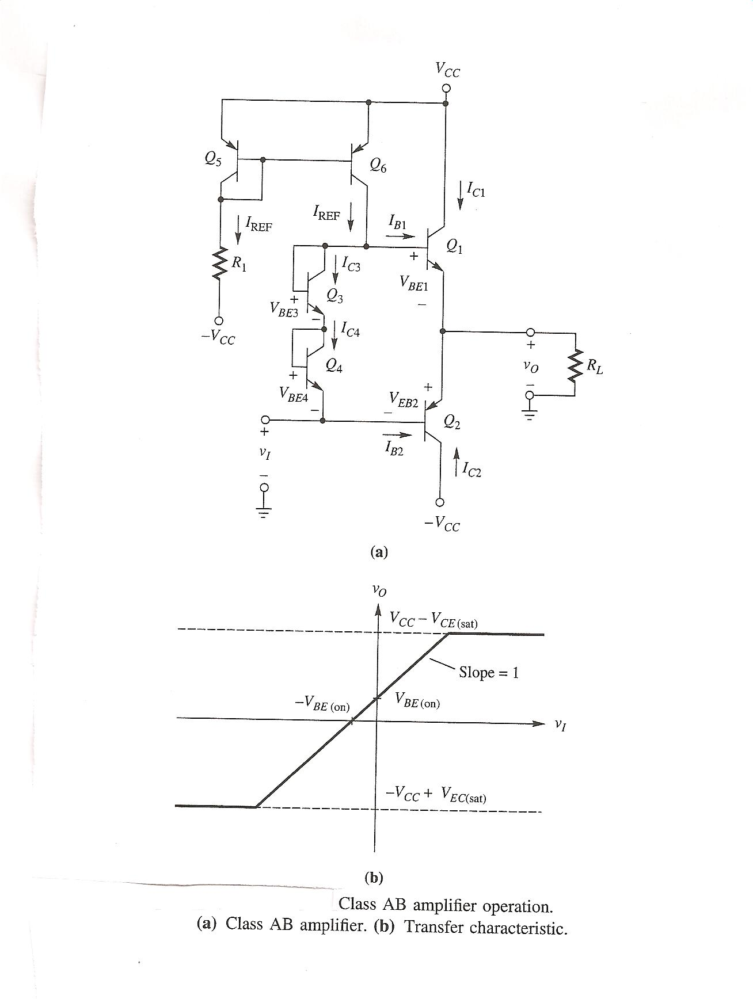 V_CC
Q_5
Q_6
I_C1
I_REF
I_REF
I_B1
Q_1
+
R_1
I_C3
V_BE1
Q_3
+
V_BE3
−
−
−V_CC
I_C4
+
v_O
−
R_L
Q_4
+
V_BE4
−
+
V_EB2
−
Q_2
+
v_I
−
I_B2
I_C2
−V_CC
(a)
v_O
V_CC − V_CE (sat)
Slope = 1
−V_BE (on)
V_BE (on)
v_I
−V_CC + V_EC(sat)
(b)
Class AB amplifier operation.
(a) Class AB amplifier. (b) Transfer characteristic.